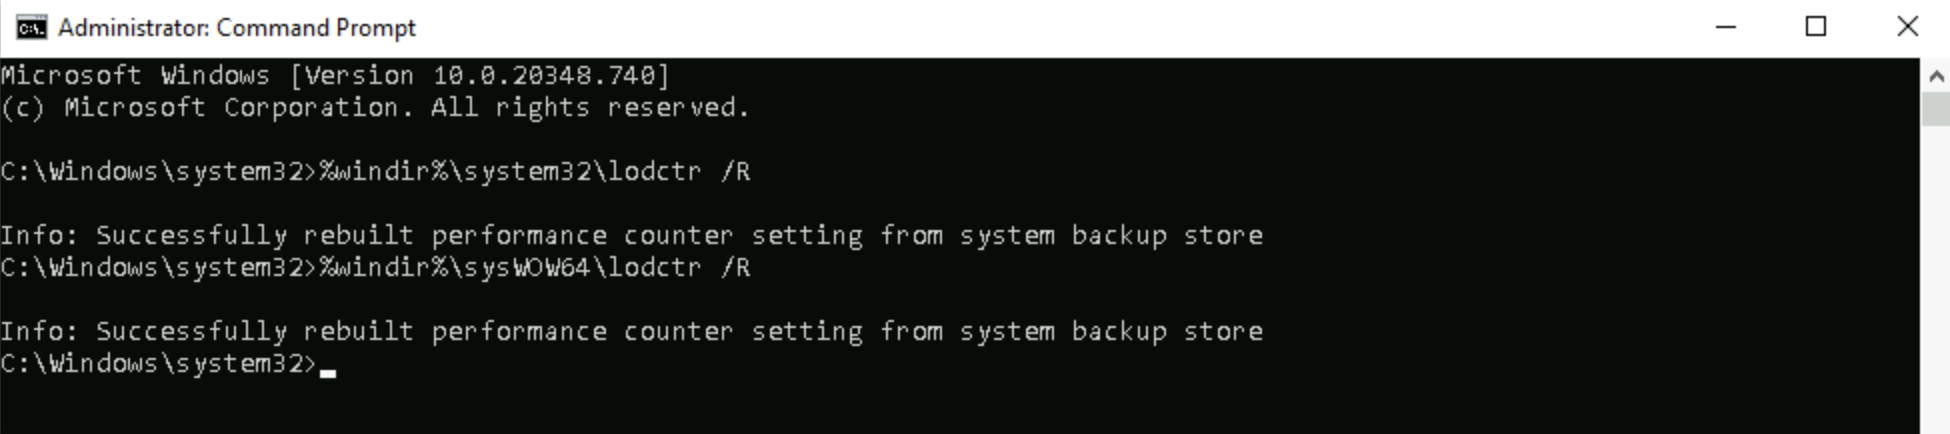 Administrator: Command Prompt
Microsoft Windows [Version 10.0.20348.740]
(c) Microsoft Corporation. All rights reserved.
C:\Windows\system32>%windir%\system32\lodctr /R
Info: Successfully rebuilt performance counter setting from system backup store
C:\Windows\system32>%windir%\sysWOW64\lodctr /R
Info: Successfully rebuilt performance counter setting from system backup store
C:\Windows\system32>